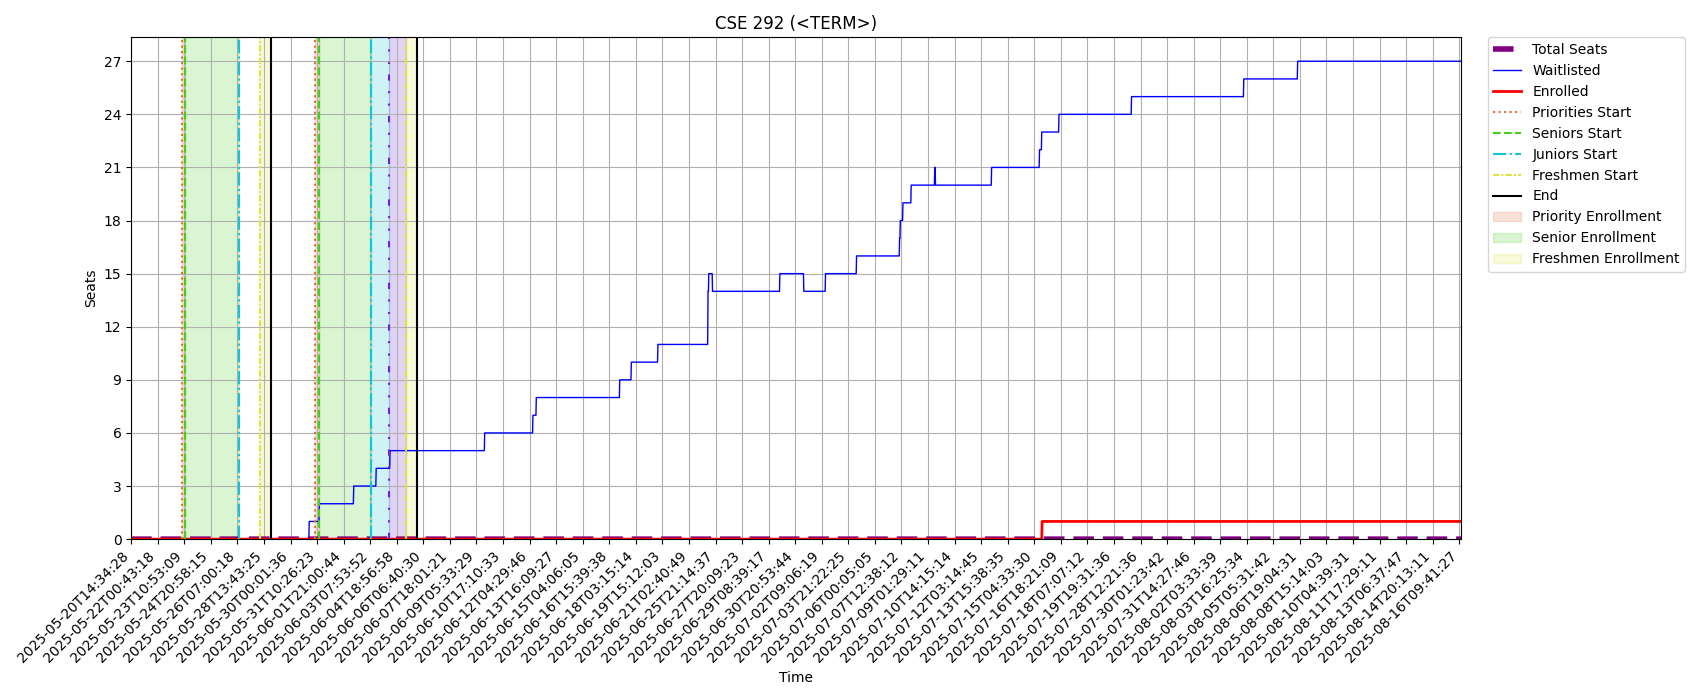 CSE 292 (<TERM>)
Total Seats
Waitlisted
Enrolled
Priorities Start
Seniors Start
Juniors Start
Freshmen Start
End
Priority Enrollment
Senior Enrollment
Freshmen Enrollment
Seats
27
24
21
18
15
12
9
6
3
0
2025-05-20T14:34:28
2025-05-22T00:43:18
2025-05-23T10:53:09
2025-05-24T20:58:15
2025-05-26T07:00:18
2025-05-28T13:43:25
2025-05-30T00:01:36
2025-05-31T10:26:23
2025-06-01T21:00:44
2025-06-03T07:53:52
2025-06-04T18:56:58
2025-06-06T06:40:30
2025-06-07T18:01:21
2025-06-09T05:33:29
2025-06-10T17:10:33
2025-06-12T04:29:46
2025-06-13T16:09:27
2025-06-15T04:06:05
2025-06-16T15:39:38
2025-06-18T03:15:14
2025-06-19T15:12:03
2025-06-21T02:40:49
2025-06-25T21:14:37
2025-06-27T20:09:23
2025-06-29T08:39:17
2025-06-30T20:53:44
2025-07-02T09:06:19
2025-07-03T21:22:25
2025-07-06T00:05:05
2025-07-07T12:38:12
2025-07-09T01:29:11
2025-07-10T14:15:14
2025-07-12T03:14:45
2025-07-13T15:38:35
2025-07-15T04:33:30
2025-07-16T18:21:09
2025-07-18T07:07:12
2025-07-19T19:31:36
2025-07-28T12:21:36
2025-07-30T01:23:42
2025-07-31T14:27:46
2025-08-02T03:33:39
2025-08-03T16:25:34
2025-08-05T05:31:42
2025-08-06T19:04:31
2025-08-08T15:14:03
2025-08-10T04:39:31
2025-08-11T17:29:11
2025-08-13T06:37:47
2025-08-14T20:13:11
2025-08-16T09:41:27
Time